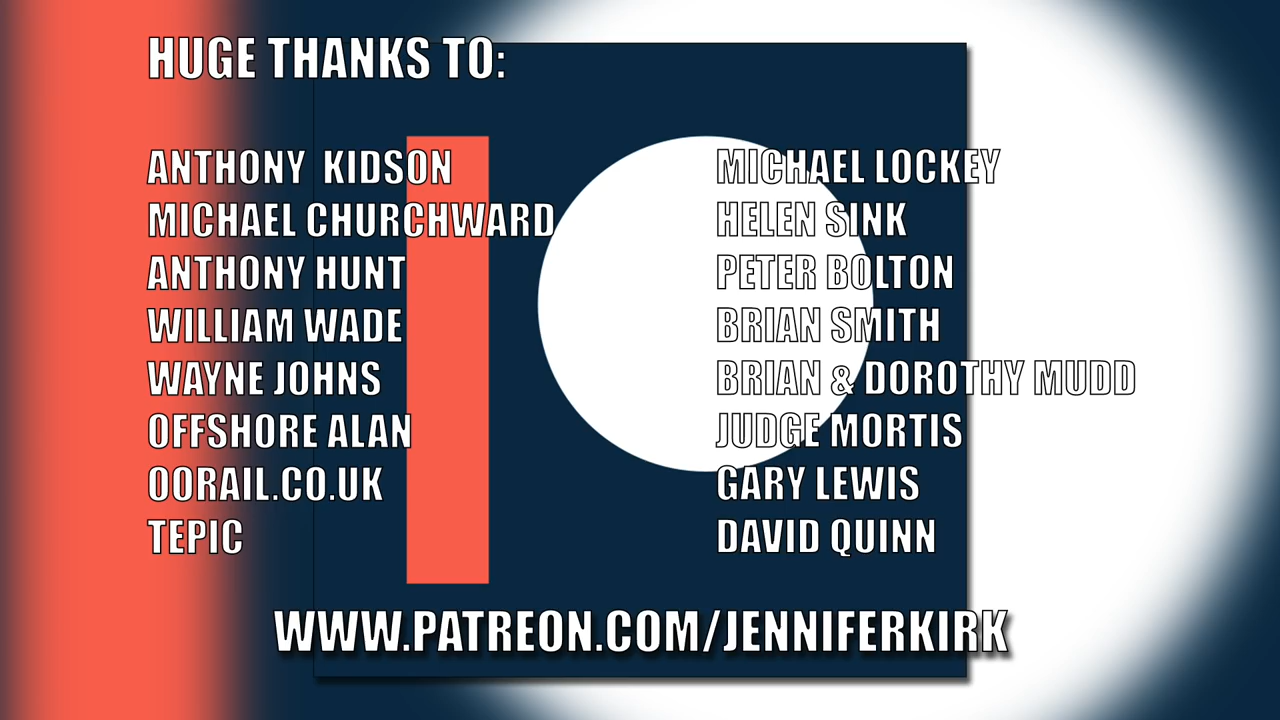 HUGE THANKS TO:
ANTHONY KIDSON
MICHAEL CHURCHWARD
ANTHONY HUNT
WILLIAM WADE
WAYNE JOHNS
OFFSHORE ALAN
OORAIL.CO.UK
TEPIC
MICHAEL LOCKEY
HELEN SINK
PETER BOLTON
BRIAN SMITH
BRIAN & DOROTHY MUDD
JUDGE MORTIS
GARY LEWIS
DAVID QUINN
WWW.PATREON.COM/JENNIFERKIRK